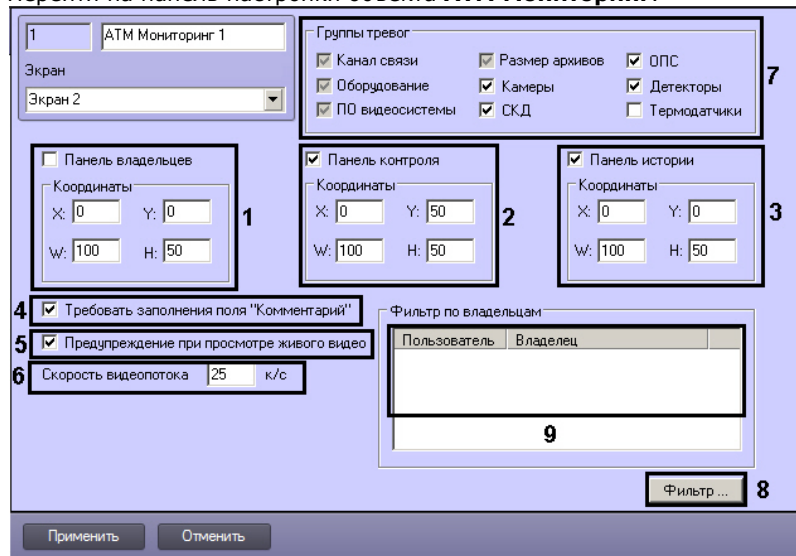 Перейти на панель настройки объекта АТМ Мониторинг.
1 АТМ Мониторинг 1
Экран
Экран 2
Группы тревог
Канал связи Размер архивов ОПС
Оборудование Камеры Детекторы
ПО видеосистемы СКД Термодатчики
7
Панель владельцев
Координаты
X: 0 Y: 0
W: 100 H: 50
1
Панель контроля
Координаты
X: 0 Y: 50
W: 100 H: 50
2
Панель истории
Координаты
X: 0 Y: 0
W: 100 H: 50
3
4 Требовать заполнения поля "Комментарий"
5 Предупреждение при просмотре живого видео
6 Скорость видеопотока 25 к/с
Фильтр по владельцам
Пользователь Владелец
9
Фильтр ... 8
Применить Отменить